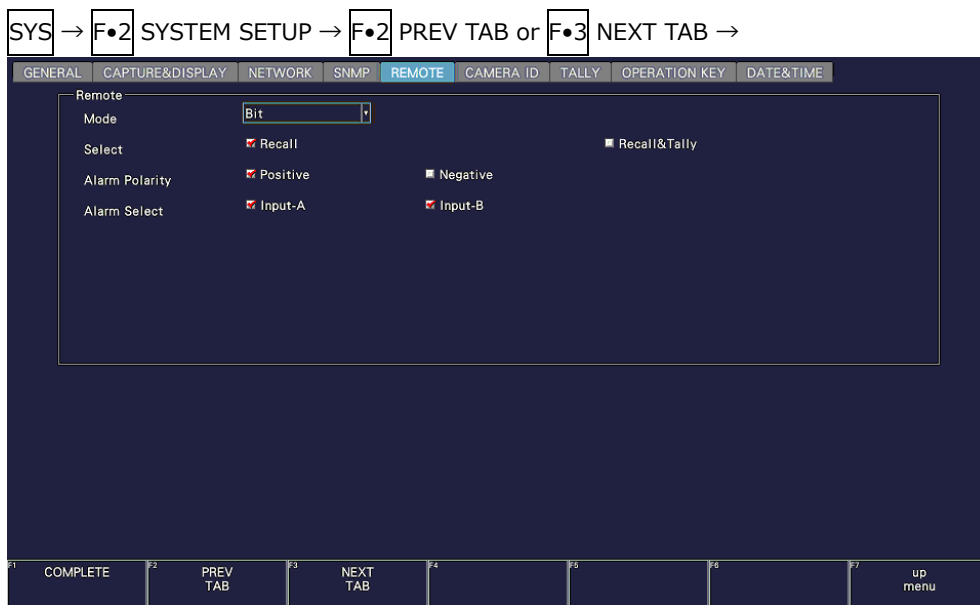 SYS → F•2 SYSTEM SETUP → F•2 PREV TAB or F•3 NEXT TAB →
GENERAL CAPTURE&DISPLAY NETWORK SNMP REMOTE CAMERA ID TALLY OPERATION KEY DATE&TIME
Remote
Mode Bit
Select Recall Recall&Tally
Alarm Polarity Positive Negative
Alarm Select Input-A Input-B
F1 COMPLETE F2 PREV TAB F3 NEXT TAB F4 F5 F6 F7 up menu